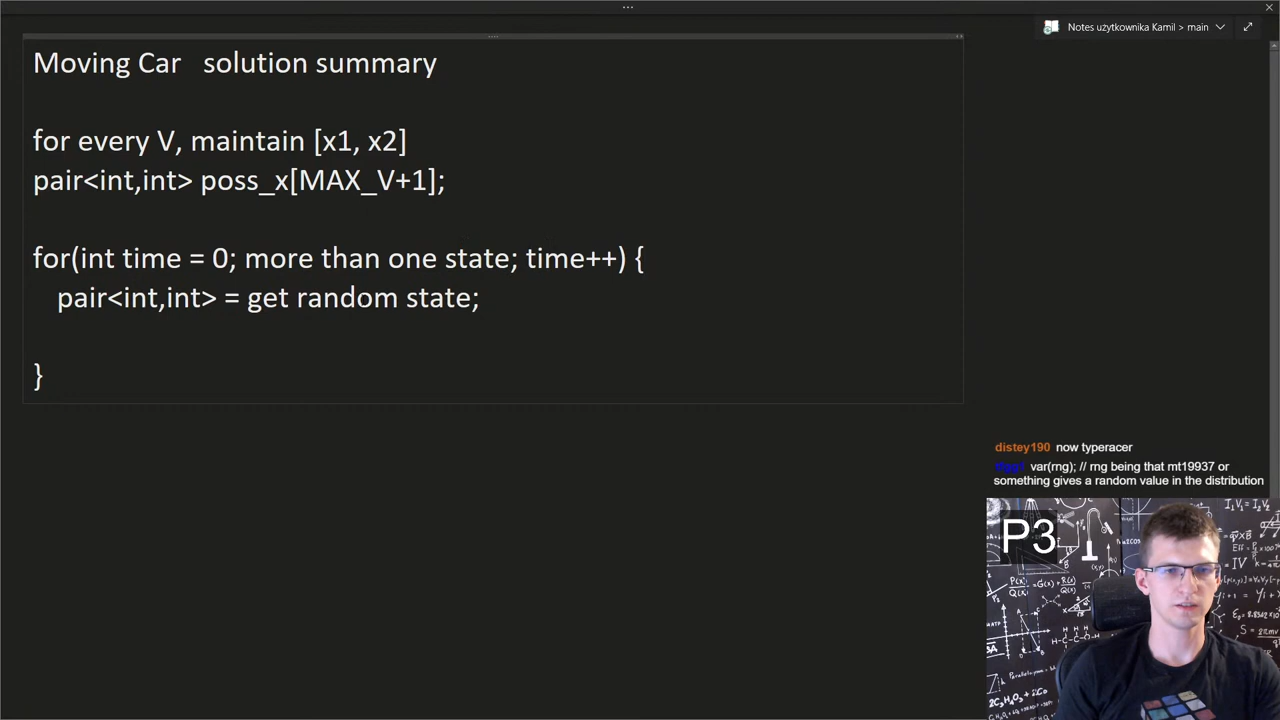 Notes użytkownika Kamil > main
Moving Car solution summary
for every V, maintain [x1, x2]
pair<int,int> poss_x[MAX_V+1];
for(int time = 0; more than one state; time++) {
pair<int,int> = get random state;
}
distey190 now typeracer
var(rng); // rng being that mt19937 or
something gives a random value in the distribution
P3